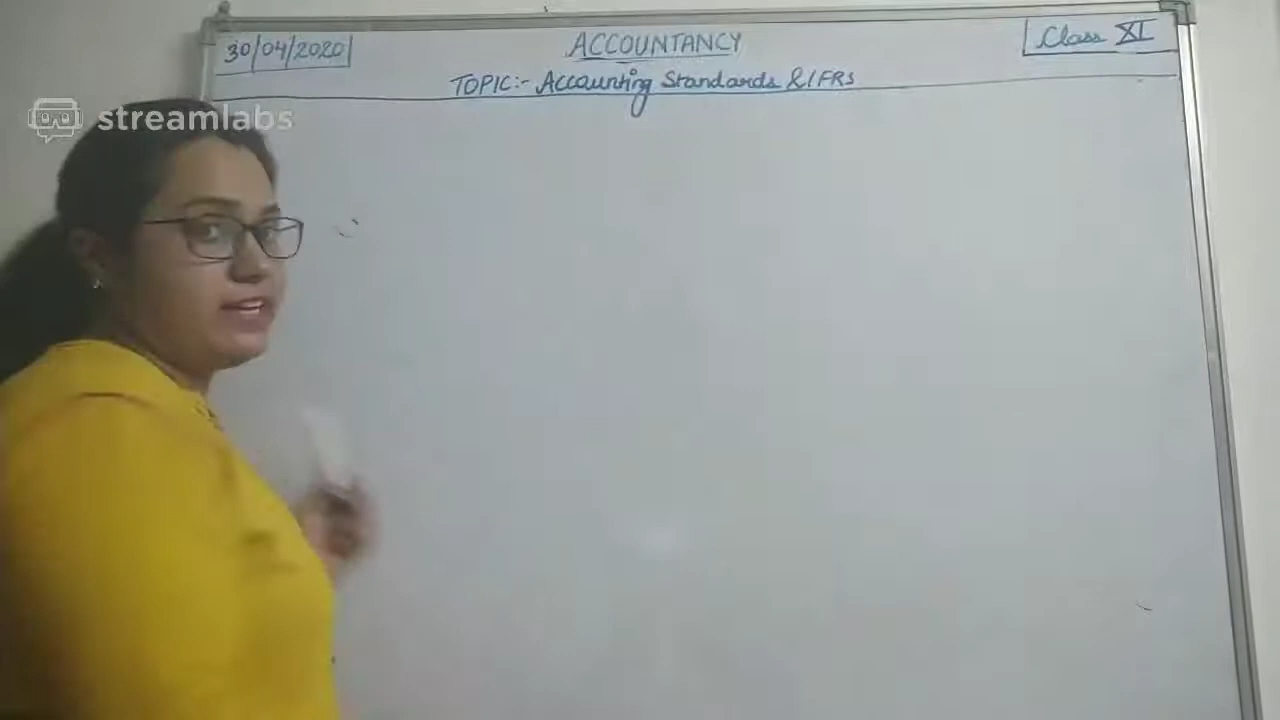 30/04/2020
ACCOUNTANCY
Class XI
TOPIC:- Accounting Standards & IFRS
streamlabs